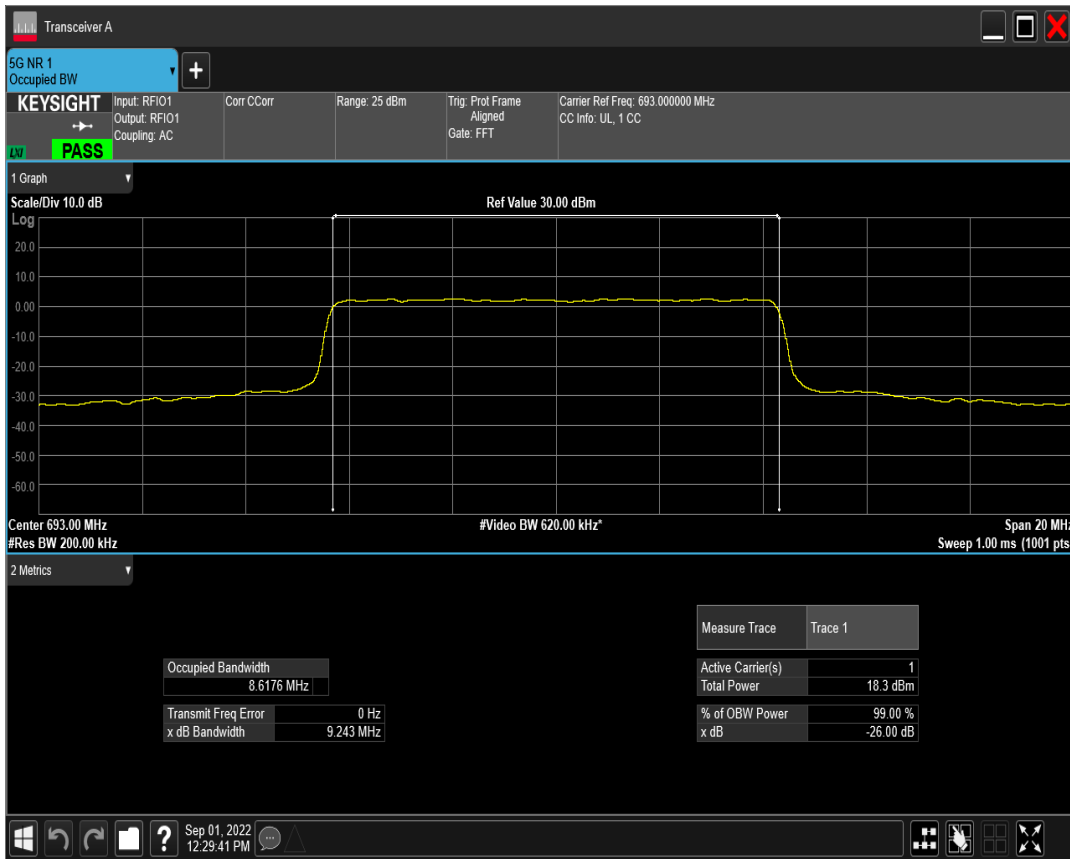 Transceiver A
5G NR 1
Occupied BW
KEYSIGHT
LXI
PASS
Input: RFIO1
Output: RFIO1
Coupling: AC
Corr CCorr
Range: 25 dBm
Trig: Prot Frame
Aligned
Gate: FFT
Carrier Ref Freq: 693.000000 MHz
CC Info: UL, 1 CC
1 Graph
Scale/Div 10.0 dB
Ref Value 30.00 dBm
Log
20.0
10.0
0.00
-10.0
-20.0
-30.0
-40.0
-50.0
-60.0
Center 693.00 MHz
#Video BW 620.00 kHz*
Span 20 MHz
#Res BW 200.00 kHz
Sweep 1.00 ms (1001 pts
2 Metrics
Measure Trace Trace 1
Occupied Bandwidth
8.6176 MHz
Active Carrier(s) 1
Total Power 18.3 dBm
Transmit Freq Error 0 Hz
x dB Bandwidth 9.243 MHz
% of OBW Power 99.00 %
x dB -26.00 dB
?
Sep 01, 2022
12:29:41 PM